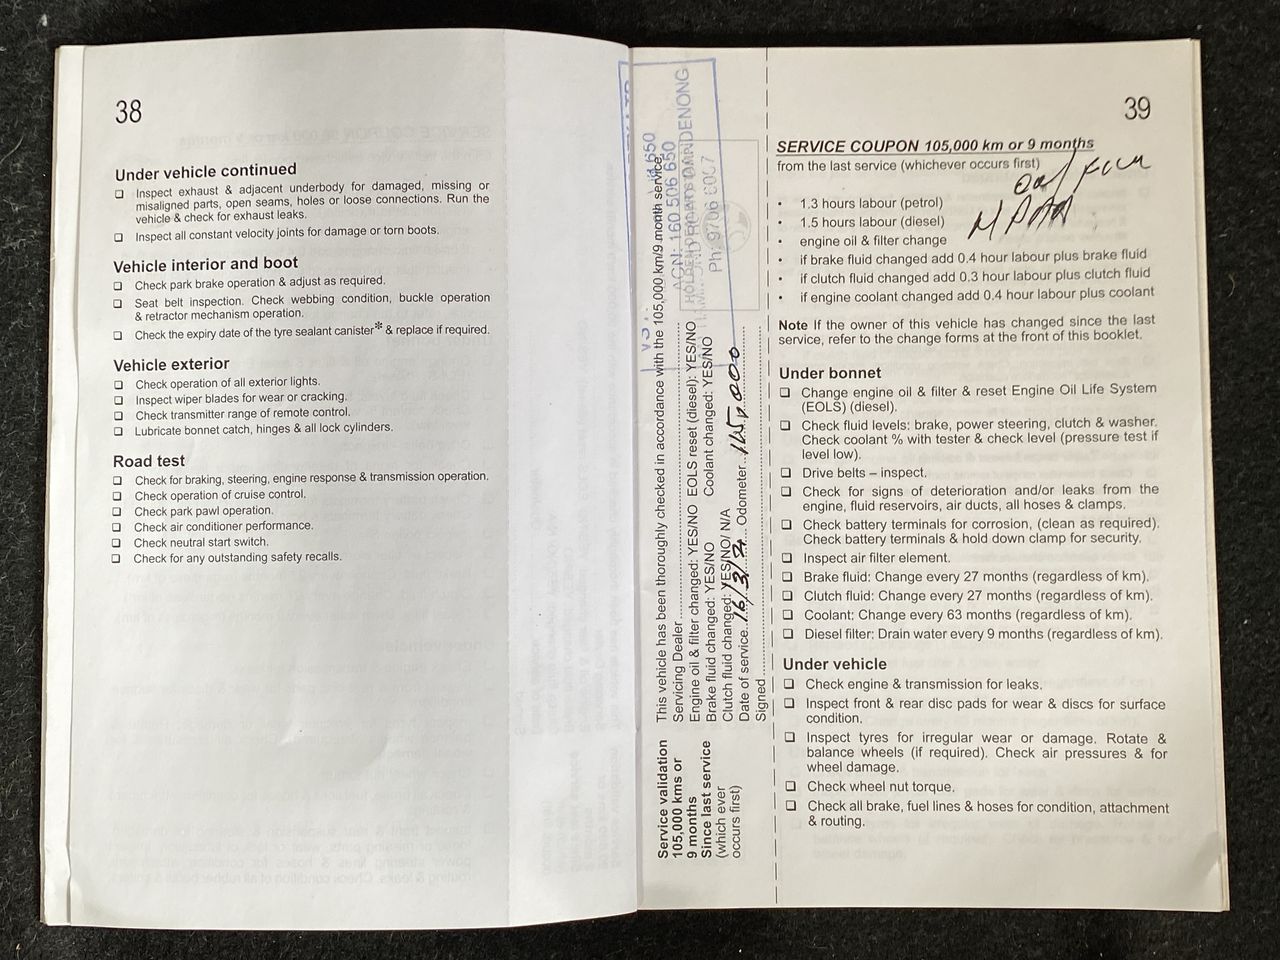 38
Under vehicle continued
❏ Inspect exhaust & adjacent underbody for damaged, missing or
misaligned parts, open seams, holes or loose connections. Run the
vehicle & check for exhaust leaks.
❏ Inspect all constant velocity joints for damage or torn boots.
Vehicle interior and boot
❏ Check park brake operation & adjust as required.
❏ Seat belt inspection. Check webbing condition, buckle operation
& retractor mechanism operation.
❏ Check the expiry date of the tyre sealant canister* & replace if required.
Vehicle exterior
❏ Check operation of all exterior lights.
❏ Inspect wiper blades for wear or cracking.
❏ Check transmitter range of remote control.
❏ Lubricate bonnet catch, hinges & all lock cylinders.
Road test
❏ Check for braking, steering, engine response & transmission operation.
❏ Check operation of cruise control.
❏ Check park pawl operation.
❏ Check air conditioner performance.
❏ Check neutral start switch.
❏ Check for any outstanding safety recalls.
Service validation
105,000 kms or
9 months
Since last service
(which ever
occurs first)
This vehicle has been thoroughly checked in accordance with the 105,000 km/9 month service.
Servicing Dealer
Engine oil & filter changed: YES/NO EOLS reset (diesel): YES/NO
Brake fluid changed: YES/NO Coolant changed: YES/NO
Clutch fluid changed: YES/NO/ N/A
Date of service 16/3/2 Odometer 000
Signed
ACN: 160 506 650
DANDENONG
Ph: 9706 6007
39
SERVICE COUPON 105,000 km or 9 months
from the last service (whichever occurs first)
• 1.3 hours labour (petrol)
• 1.5 hours labour (diesel)
• engine oil & filter change
• if brake fluid changed add 0.4 hour labour plus brake fluid
• if clutch fluid changed add 0.3 hour labour plus clutch fluid
• if engine coolant changed add 0.4 hour labour plus coolant
Note If the owner of this vehicle has changed since the last
service, refer to the change forms at the front of this booklet.
Under bonnet
❏ Change engine oil & filter & reset Engine Oil Life System
(EOLS) (diesel).
❏ Check fluid levels: brake, power steering, clutch & washer.
Check coolant % with tester & check level (pressure test if
level low).
❏ Drive belts – inspect.
❏ Check for signs of deterioration and/or leaks from the
engine, fluid reservoirs, air ducts, all hoses & clamps.
❏ Check battery terminals for corrosion, (clean as required).
Check battery terminals & hold down clamp for security.
❏ Inspect air filter element.
❏ Brake fluid: Change every 27 months (regardless of km).
❏ Clutch fluid: Change every 27 months (regardless of km).
❏ Coolant: Change every 63 months (regardless of km).
❏ Diesel filter: Drain water every 9 months (regardless of km).
Under vehicle
❏ Check engine & transmission for leaks.
❏ Inspect front & rear disc pads for wear & discs for surface
condition.
❏ Inspect tyres for irregular wear or damage. Rotate &
balance wheels (if required). Check air pressures & for
wheel damage.
❏ Check wheel nut torque.
❏ Check all brake, fuel lines & hoses for condition, attachment
& routing.